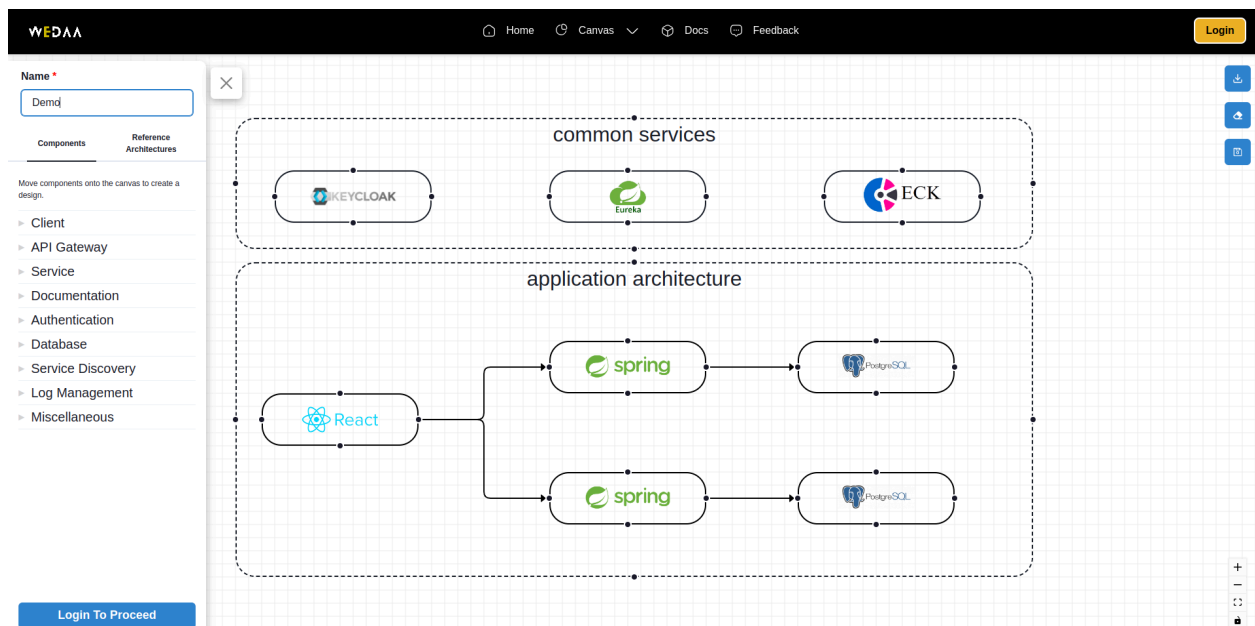 WEDAA
Home
Canvas
Docs
Feedback
Login
Name *
Demo
Components
Reference
Architectures
Move components onto the canvas to create a
design.
Client
API Gateway
Service
Documentation
Authentication
Database
Service Discovery
Log Management
Miscellaneous
Login To Proceed
common services
KEYCLOAK
Eureka
ECK
application architecture
spring
PostgreSQL
React
spring
PostgreSQL